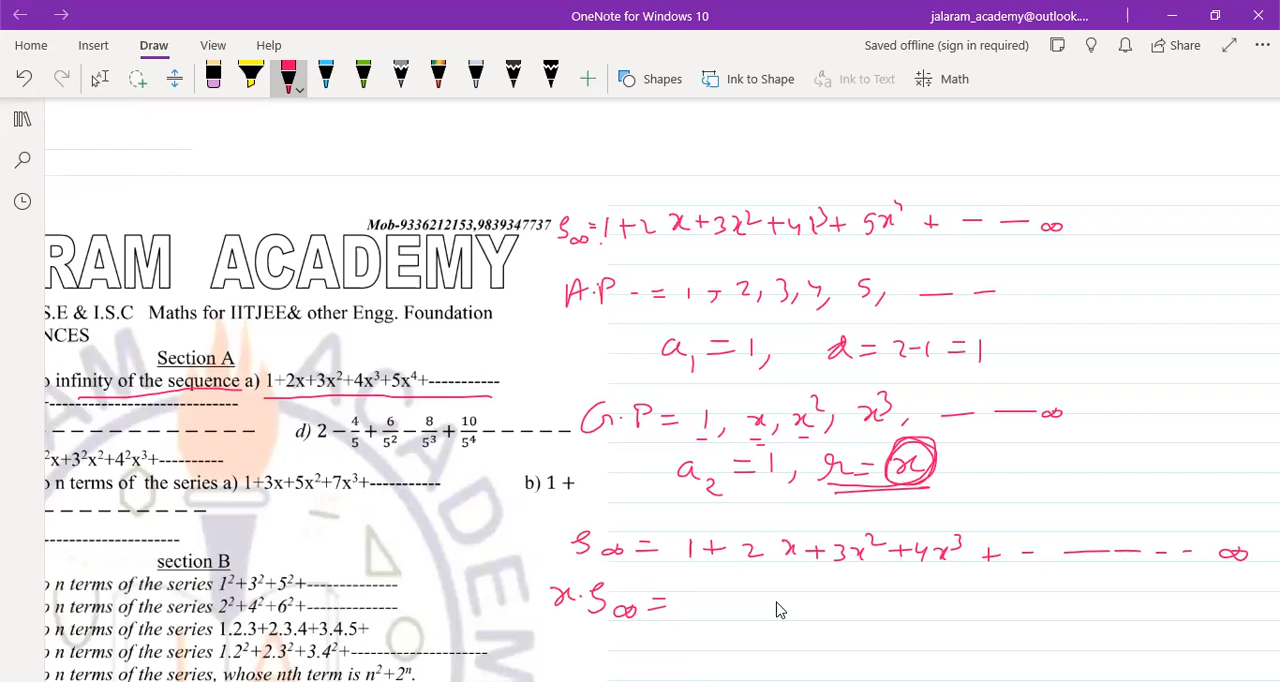 OneNote for Windows 10
jalaram_academy@outlook....
Home Insert Draw View Help
Saved offline (sign in required)
Share
Shapes
Ink to Shape
Ink to Text
Math
Mob-9336212153,9839347737
RAM ACADEMY
S.E & I.S.C Maths for IITJEE& other Engg. Foundation
NCES
Section A
o infinity of the sequence a) 1+2x+3x²+4x³+5x⁴+-----------
-----------------------------
d) 2 − 4/5 + 6/5² − 8/5³ + 10/5⁴ − − − − −
²x+3²x²+4²x³+----------
o n terms of the series a) 1+3x+5x²+7x³+----------- b) 1 +
section B
o n terms of the series 1²+3²+5²+--------------
o n terms of the series 2²+4²+6²+--------------
o n terms of the series 1.2.3+2.3.4+3.4.5+
o n terms of the series 1.2²+2.3²+3.4²+---------------------
o n terms of the series, whose nth term is n²+2ⁿ.
S∞ = 1+2x+3x²+4x³+5x⁴+ – — ∞
A.P - = 1, 2, 3, 4, 5, — –
a₁ = 1, d = 2-1 = 1
G.P = 1, x, x², x³, — — ∞
a₂ = 1, r = x
S∞ = 1+2x+3x²+4x³+ - — — - - ∞
x.S∞ =